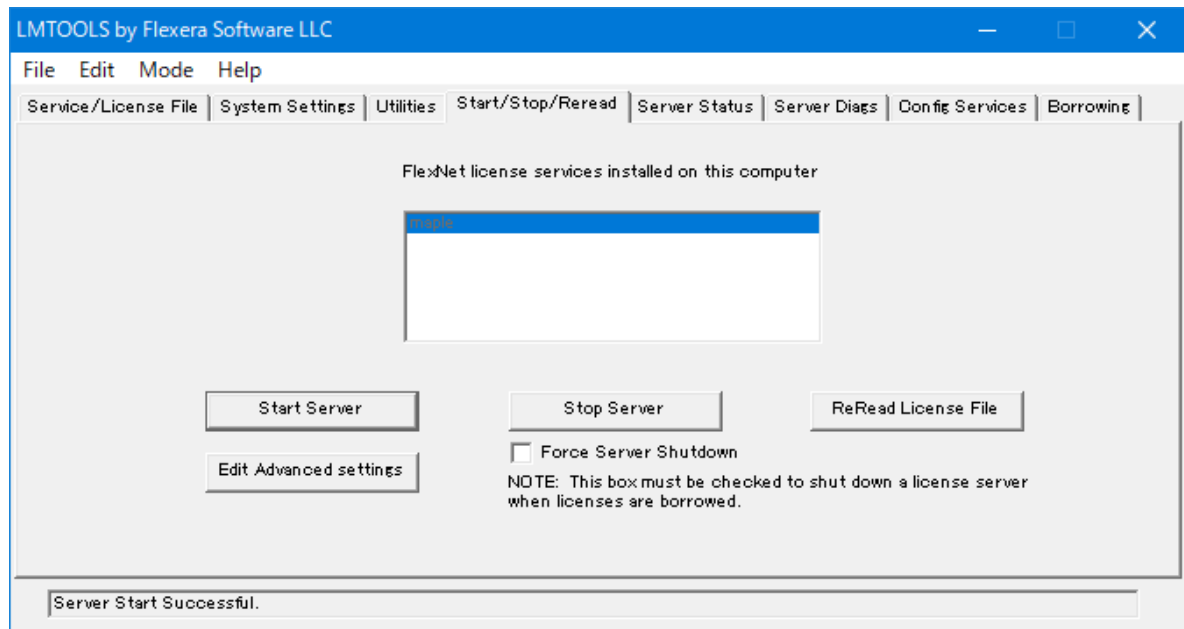 LMTOOLS by Flexera Software LLC
File Edit Mode Help
Service/License File System Settings Utilities Start/Stop/Reread Server Status Server Diags Config Services Borrowing
FlexNet license services installed on this computer
maple
Start Server Stop Server ReRead License File
Force Server Shutdown
Edit Advanced settings
NOTE: This box must be checked to shut down a license server
when licenses are borrowed.
Server Start Successful.